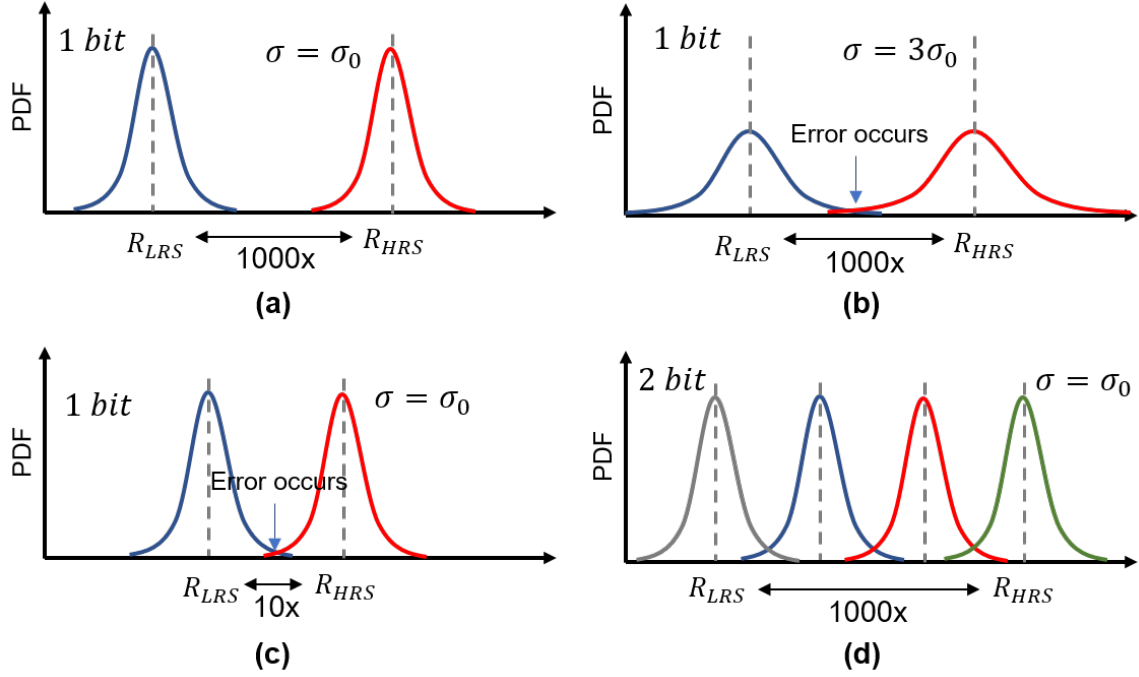 1 bit
σ = σ₀
PDF
R_LRS
R_HRS
1000x
(a)
1 bit
σ = 3σ₀
Error occurs
PDF
R_LRS
R_HRS
1000x
(b)
1 bit
σ = σ₀
Error occurs
PDF
R_LRS
R_HRS
10x
(c)
2 bit
σ = σ₀
PDF
R_LRS
R_HRS
1000x
(d)